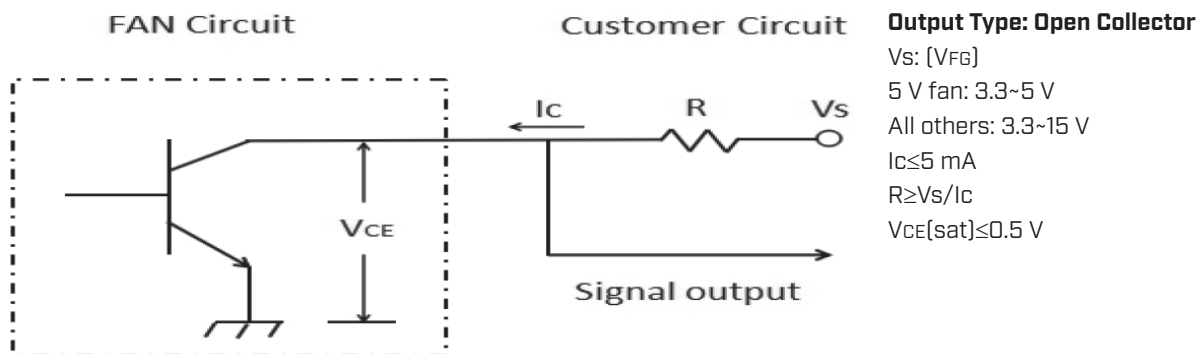 FAN Circuit
Customer Circuit
Ic
R
Vs
VCE
Signal output
Output Type: Open Collector
Vs: (VFG)
5 V fan: 3.3~5 V
All others: 3.3~15 V
Ic≤5 mA
R≥Vs/Ic
VCE(sat)≤0.5 V